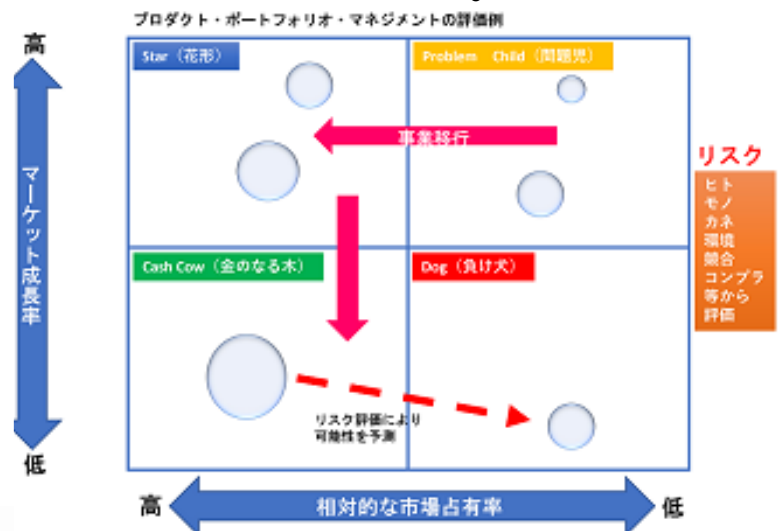 プロダクト・ポートフォリオ・マネジメントの評価例
高
Star（花形）
Problem Child（問題児）
事業移行
マーケット成長率
リスク
ヒト
モノ
カネ
環境
競合
コンプラ
等から
評価
Cash Cow（金のなる木）
Dog（負け犬）
リスク評価により
可能性を予測
低
高
相対的な市場占有率
低